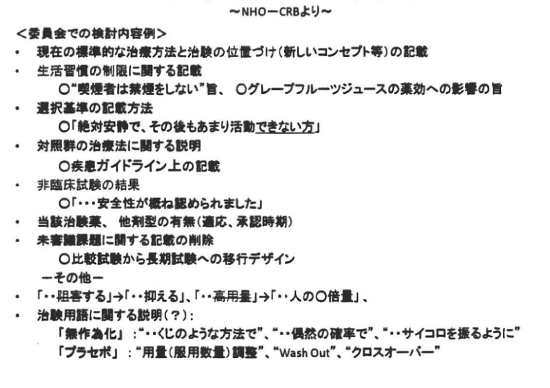 ～NHO－CRBより～
＜委員会での検討内容例＞
・ 現在の標準的な治療方法と治験の位置づけ（新しいコンセプト等）の記載
・ 生活習慣の制限に関する記載
〇“喫煙者は禁煙をしない”旨、 〇グレープフルーツジュースの薬効への影響の旨
・ 選択基準の記載方法
〇「絶対安静で、その後もあまり活動できない方」
・ 対照群の治療法に関する説明
〇疾患ガイドライン上の記載
・ 非臨床試験の結果
〇「・・・安全性が概ね認められました」
・ 当該治験薬、 他剤型の有無（適応、承認時期）
・ 未審議課題に関する記載の削除
〇比較試験から長期試験への移行デザイン
－その他－
・ 「・・阻害する」→「・・抑える」、「・・高用量」→「・・人の〇倍量」、
・ 治験用語に関する説明（？）：
「無作為化」 ：“・・くじのような方法で”、“・・偶然の確率で”、“・・サイコロを振るように”
「プラセボ」 ：“用量（服用数量）調整”、“Wash Out”、“クロスオーバー”